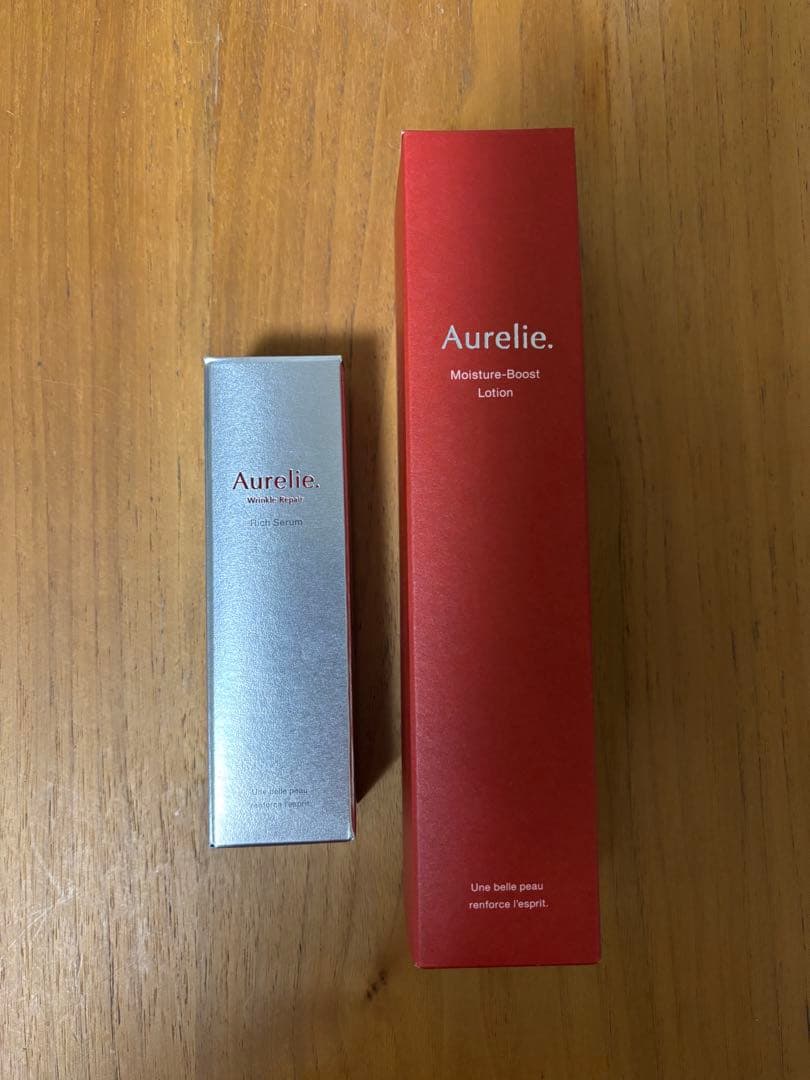 Aurelie.
Wrinkle Repair
Rich Serum
Une belle peau
renforce l'esprit.
Aurelie.
Moisture-Boost
Lotion
Une belle peau
renforce l'esprit.